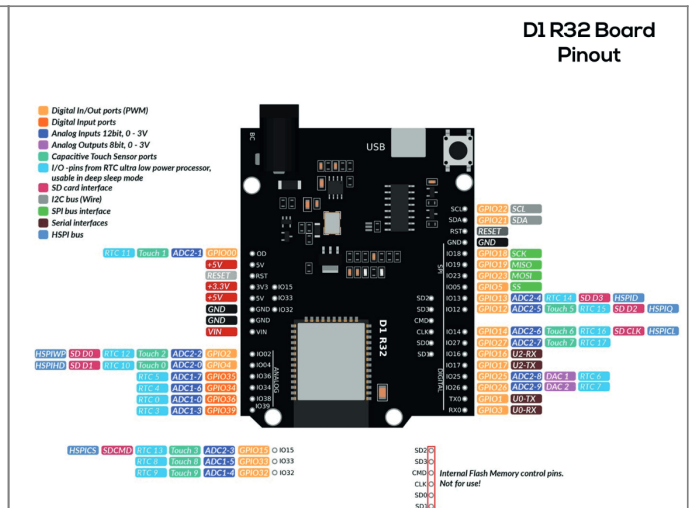 D1 R32 Board
Pinout
Digital In/Out ports (PWM)
Digital Input ports
Analog Inputs 12bit, 0 - 3V
Analog Outputs 8bit, 0 - 3V
Capacitive Touch Sensor ports
I/O -pins from RTC ultra low power processor,
usable in deep sleep mode
SD card interface
I2C bus (Wire)
SPI bus interface
Serial interfaces
HSPI bus
BC
USB
RTC 11 Touch 1 ADC2-1 GPIO00 OD
+5V 5V
RESET RST
+3.3V 3V3 IO15
+5V 5V IO33
GND GND IO32
GND GND
VIN VIN
HSPIWP SD D0 RTC 12 Touch 2 ADC2-2 GPIO2 IO02
HSPIHD SD D1 RTC 10 Touch 0 ADC2-0 GPIO4 IO04
RTC 5 ADC1-7 GPIO35 IO36
RTC 4 ADC1-6 GPIO34 IO34
RTC 0 ADC1-0 GPIO36 IO38
RTC 3 ADC1-3 GPIO39 IO39
ANALOG
D1 R32
SPI
DIGITAL
SCL GPIO22 SCL
SDA GPIO21 SDA
RST RESET
GND GND
IO18 GPIO18 SCK
IO19 GPIO19 MISO
IO23 GPIO23 MOSI
IO05 GPIO5 SS
SD2 IO13 GPIO13 ADC2-4 RTC 14 SD D3 HSPID
SD3 IO12 GPIO12 ADC2-5 Touch 5 RTC 15 SD D2 HSPIQ
CMD
CLK IO14 GPIO14 ADC2-6 Touch 6 RTC 16 SD CLK HSPICL
SD0 IO27 GPIO27 ADC2-7 Touch 7 RTC 17
SD1 IO16 GPIO16 U2-RX
IO17 GPIO17 U2-TX
IO25 GPIO25 ADC2-8 DAC 1 RTC 6
IO26 GPIO26 ADC2-9 DAC 2 RTC 7
TX0 GPIO1 U0-TX
RX0 GPIO3 U0-RX
HSPICS SDCMD RTC 13 Touch 3 ADC2-3 GPIO15 IO15
RTC 8 Touch 8 ADC1-5 GPIO33 IO33
RTC 9 Touch 9 ADC1-4 GPIO32 IO32
SD2
SD3
CMD Internal Flash Memory control pins.
CLK Not for use!
SD0
SD1